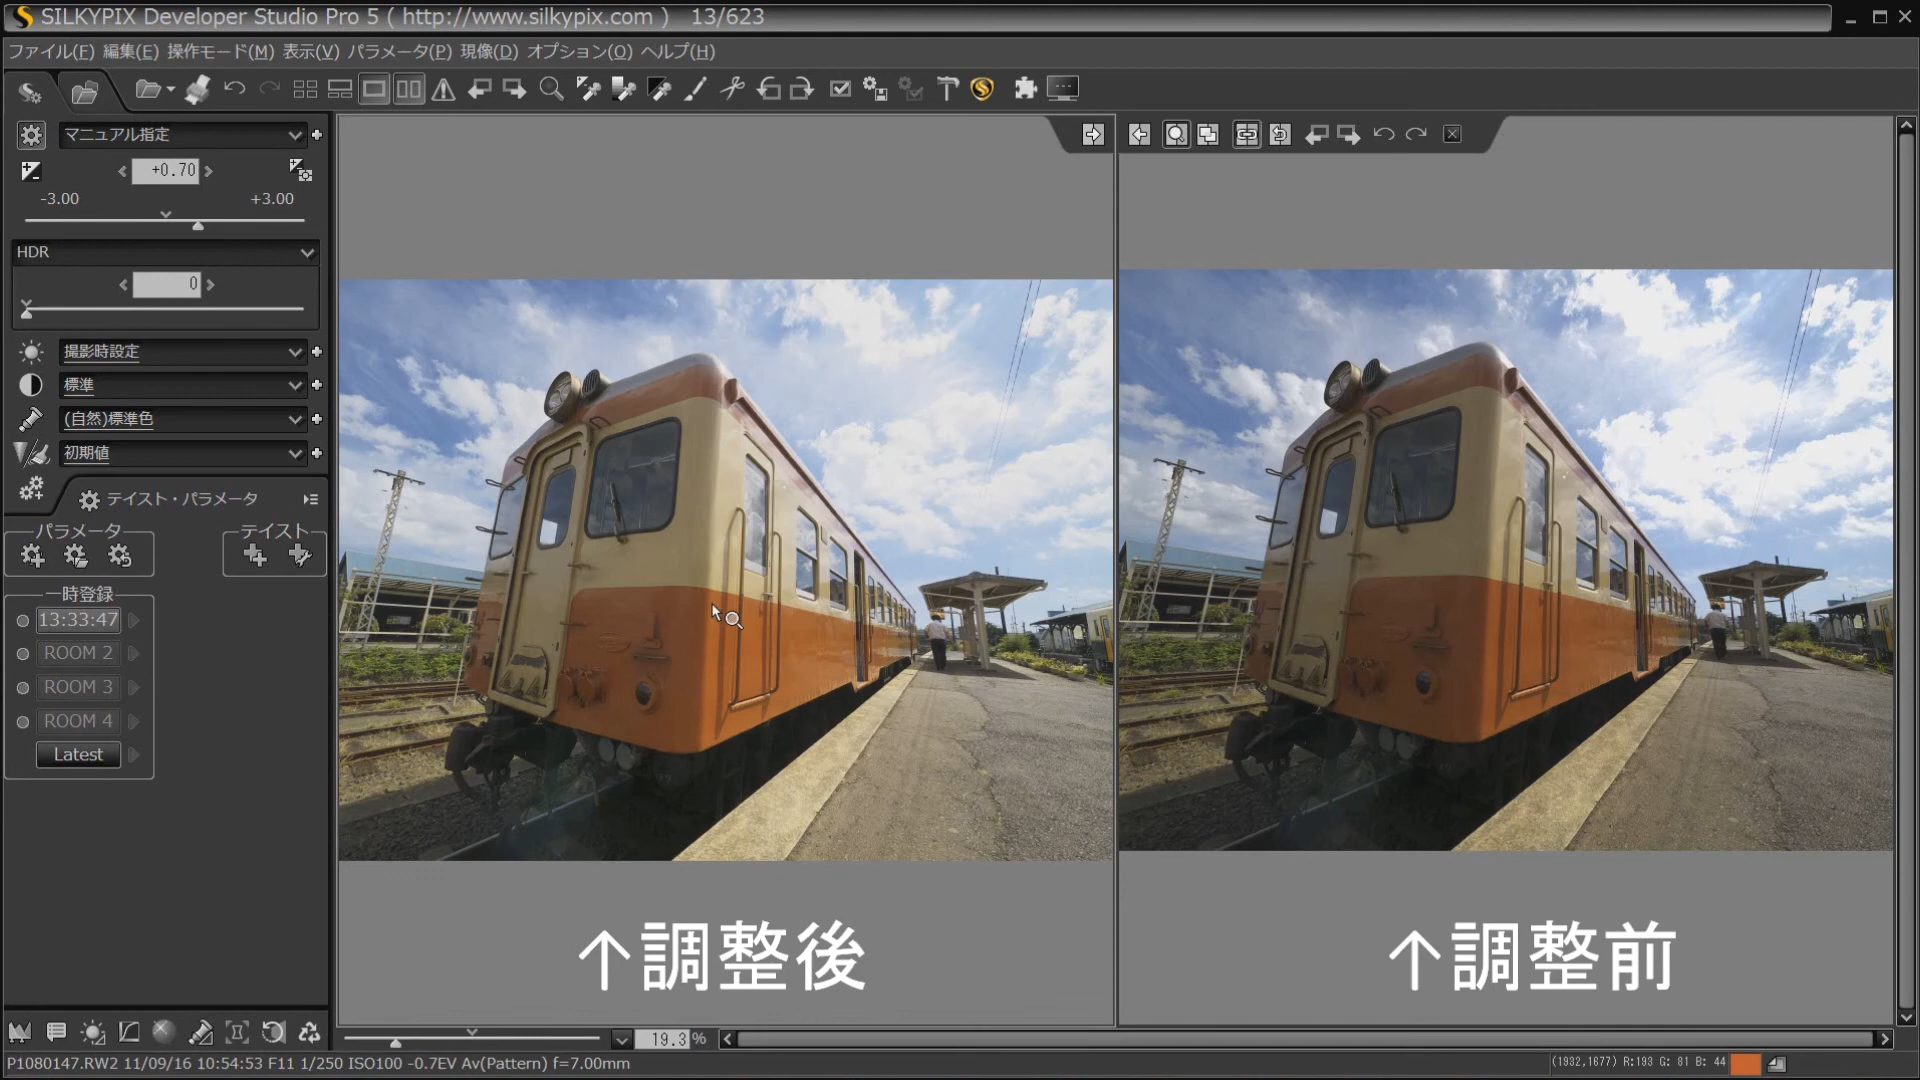 SILKYPIX Developer Studio Pro 5 ( http://www.silkypix.com ) 13/623
ファイル(F) 編集(E) 操作モード(M) 表示(V) パラメータ(P) 現像(D) オプション(O) ヘルプ(H)
マニュアル指定
+0.70
-3.00 +3.00
HDR
0
撮影時設定
標準
(自然)標準色
初期値
テイスト・パラメータ
パラメータ テイスト
一時登録
13:33:47
ROOM 2
ROOM 3
ROOM 4
Latest
↑調整後 ↑調整前
19.3 %
P1080147.RW2 11/09/16 10:54:53 F11 1/250 ISO100 -0.7EV Av(Pattern) f=7.00mm
(1932,1677) R:193 G: 81 B: 44